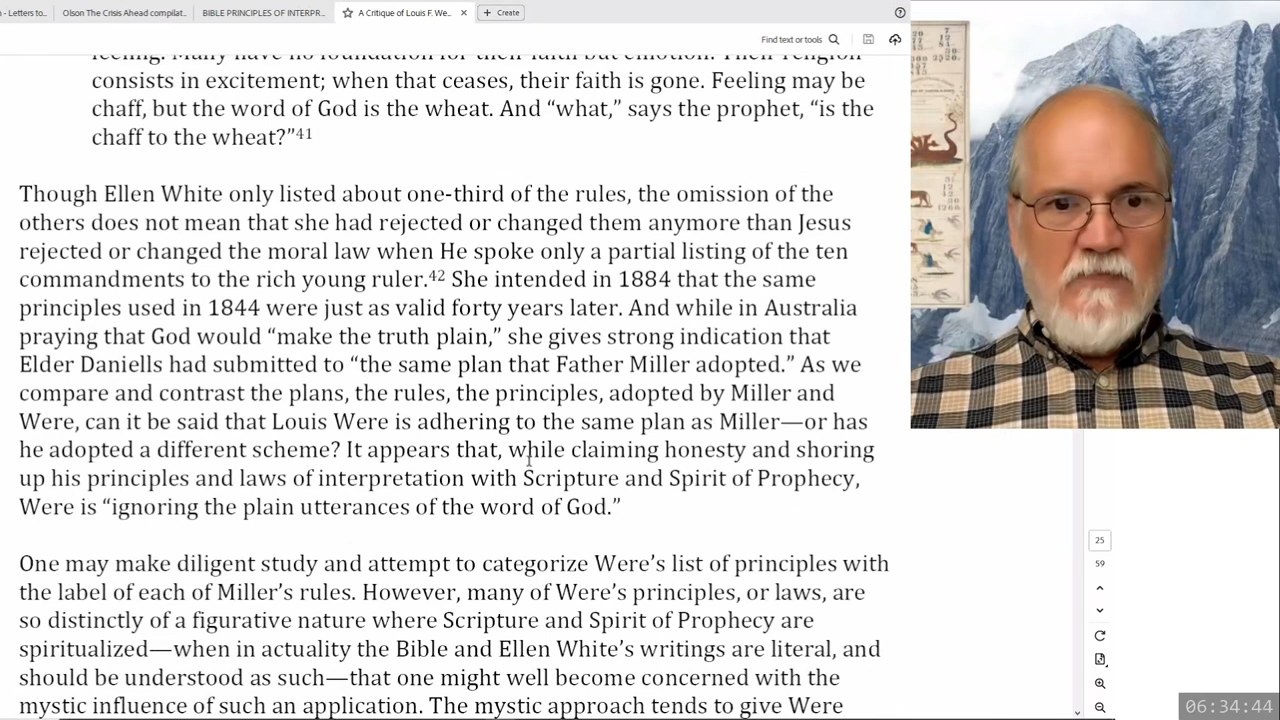 - Letters to...
Olson The Crisis Ahead compilat...
BIBLE PRINCIPLES OF INTERPR...
A Critique of Louis F. We...
+ Create
Find text or tools
feeling. Many have no foundation for their faith but emotion. Their religion
consists in excitement; when that ceases, their faith is gone. Feeling may be
chaff, but the word of God is the wheat. And “what,” says the prophet, “is the
chaff to the wheat?”41
Though Ellen White only listed about one-third of the rules, the omission of the
others does not mean that she had rejected or changed them anymore than Jesus
rejected or changed the moral law when He spoke only a partial listing of the ten
commandments to the rich young ruler.42 She intended in 1884 that the same
principles used in 1844 were just as valid forty years later. And while in Australia
praying that God would “make the truth plain,” she gives strong indication that
Elder Daniells had submitted to “the same plan that Father Miller adopted.” As we
compare and contrast the plans, the rules, the principles, adopted by Miller and
Were, can it be said that Louis Were is adhering to the same plan as Miller—or has
he adopted a different scheme? It appears that, while claiming honesty and shoring
up his principles and laws of interpretation with Scripture and Spirit of Prophecy,
Were is “ignoring the plain utterances of the word of God.”
One may make diligent study and attempt to categorize Were’s list of principles with
the label of each of Miller’s rules. However, many of Were’s principles, or laws, are
so distinctly of a figurative nature where Scripture and Spirit of Prophecy are
spiritualized—when in actuality the Bible and Ellen White’s writings are literal, and
should be understood as such—that one might well become concerned with the
mystic influence of such an application. The mystic approach tends to give Were
25
59
06:34:44